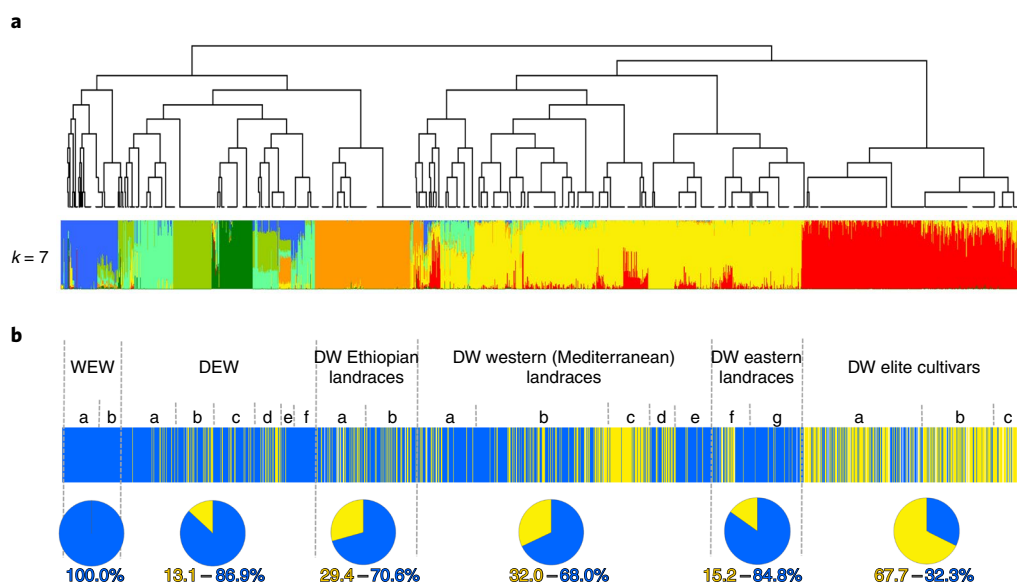 a
k = 7
b
WEW
DEW
DW Ethiopian
landraces
DW western (Mediterranean)
landraces
DW eastern
landraces
DW elite cultivars
a b a b c d e f a b a b c d e f g a b c
100.0% 13.1 – 86.9% 29.4 – 70.6% 32.0 – 68.0% 15.2 – 84.8% 67.7 – 32.3%